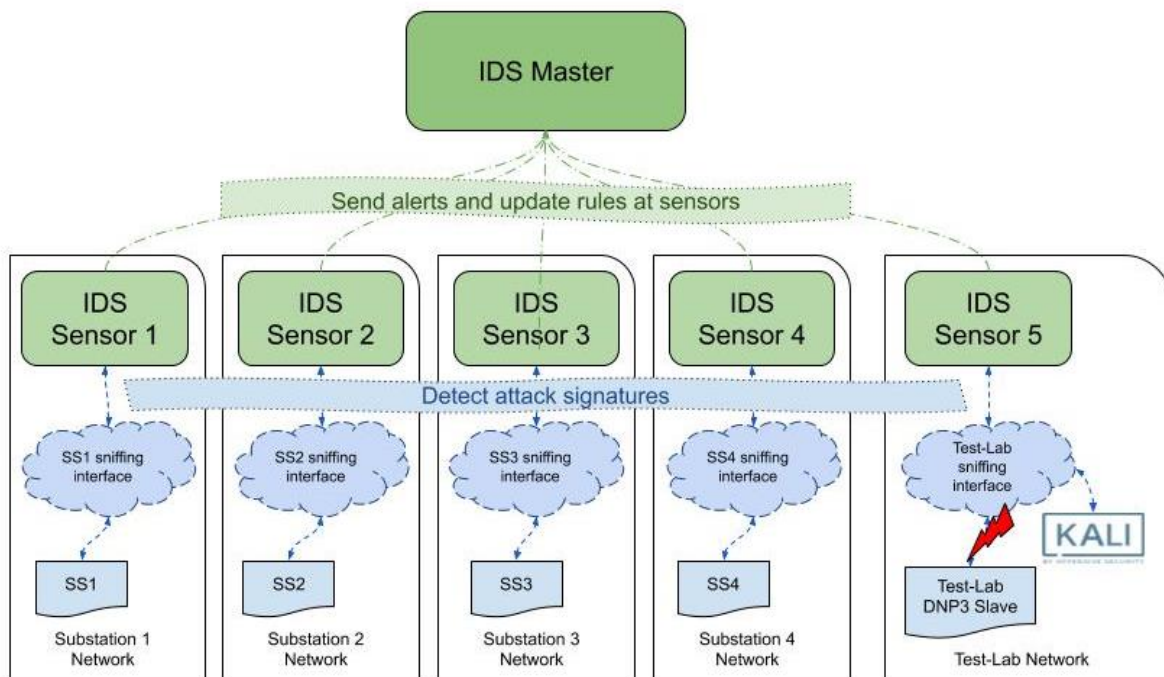 IDS Master
Send alerts and update rules at sensors
IDS
Sensor 1
IDS
Sensor 2
IDS
Sensor 3
IDS
Sensor 4
IDS
Sensor 5
Detect attack signatures
SS1 sniffing
interface
SS2 sniffing
interface
SS3 sniffing
interface
SS4 sniffing
interface
Test-Lab
sniffing
interface
KALI
BY OFFENSIVE SECURITY
SS1
SS2
SS3
SS4
Test-Lab
DNP3 Slave
Substation 1
Network
Substation 2
Network
Substation 3
Network
Substation 4
Network
Test-Lab Network